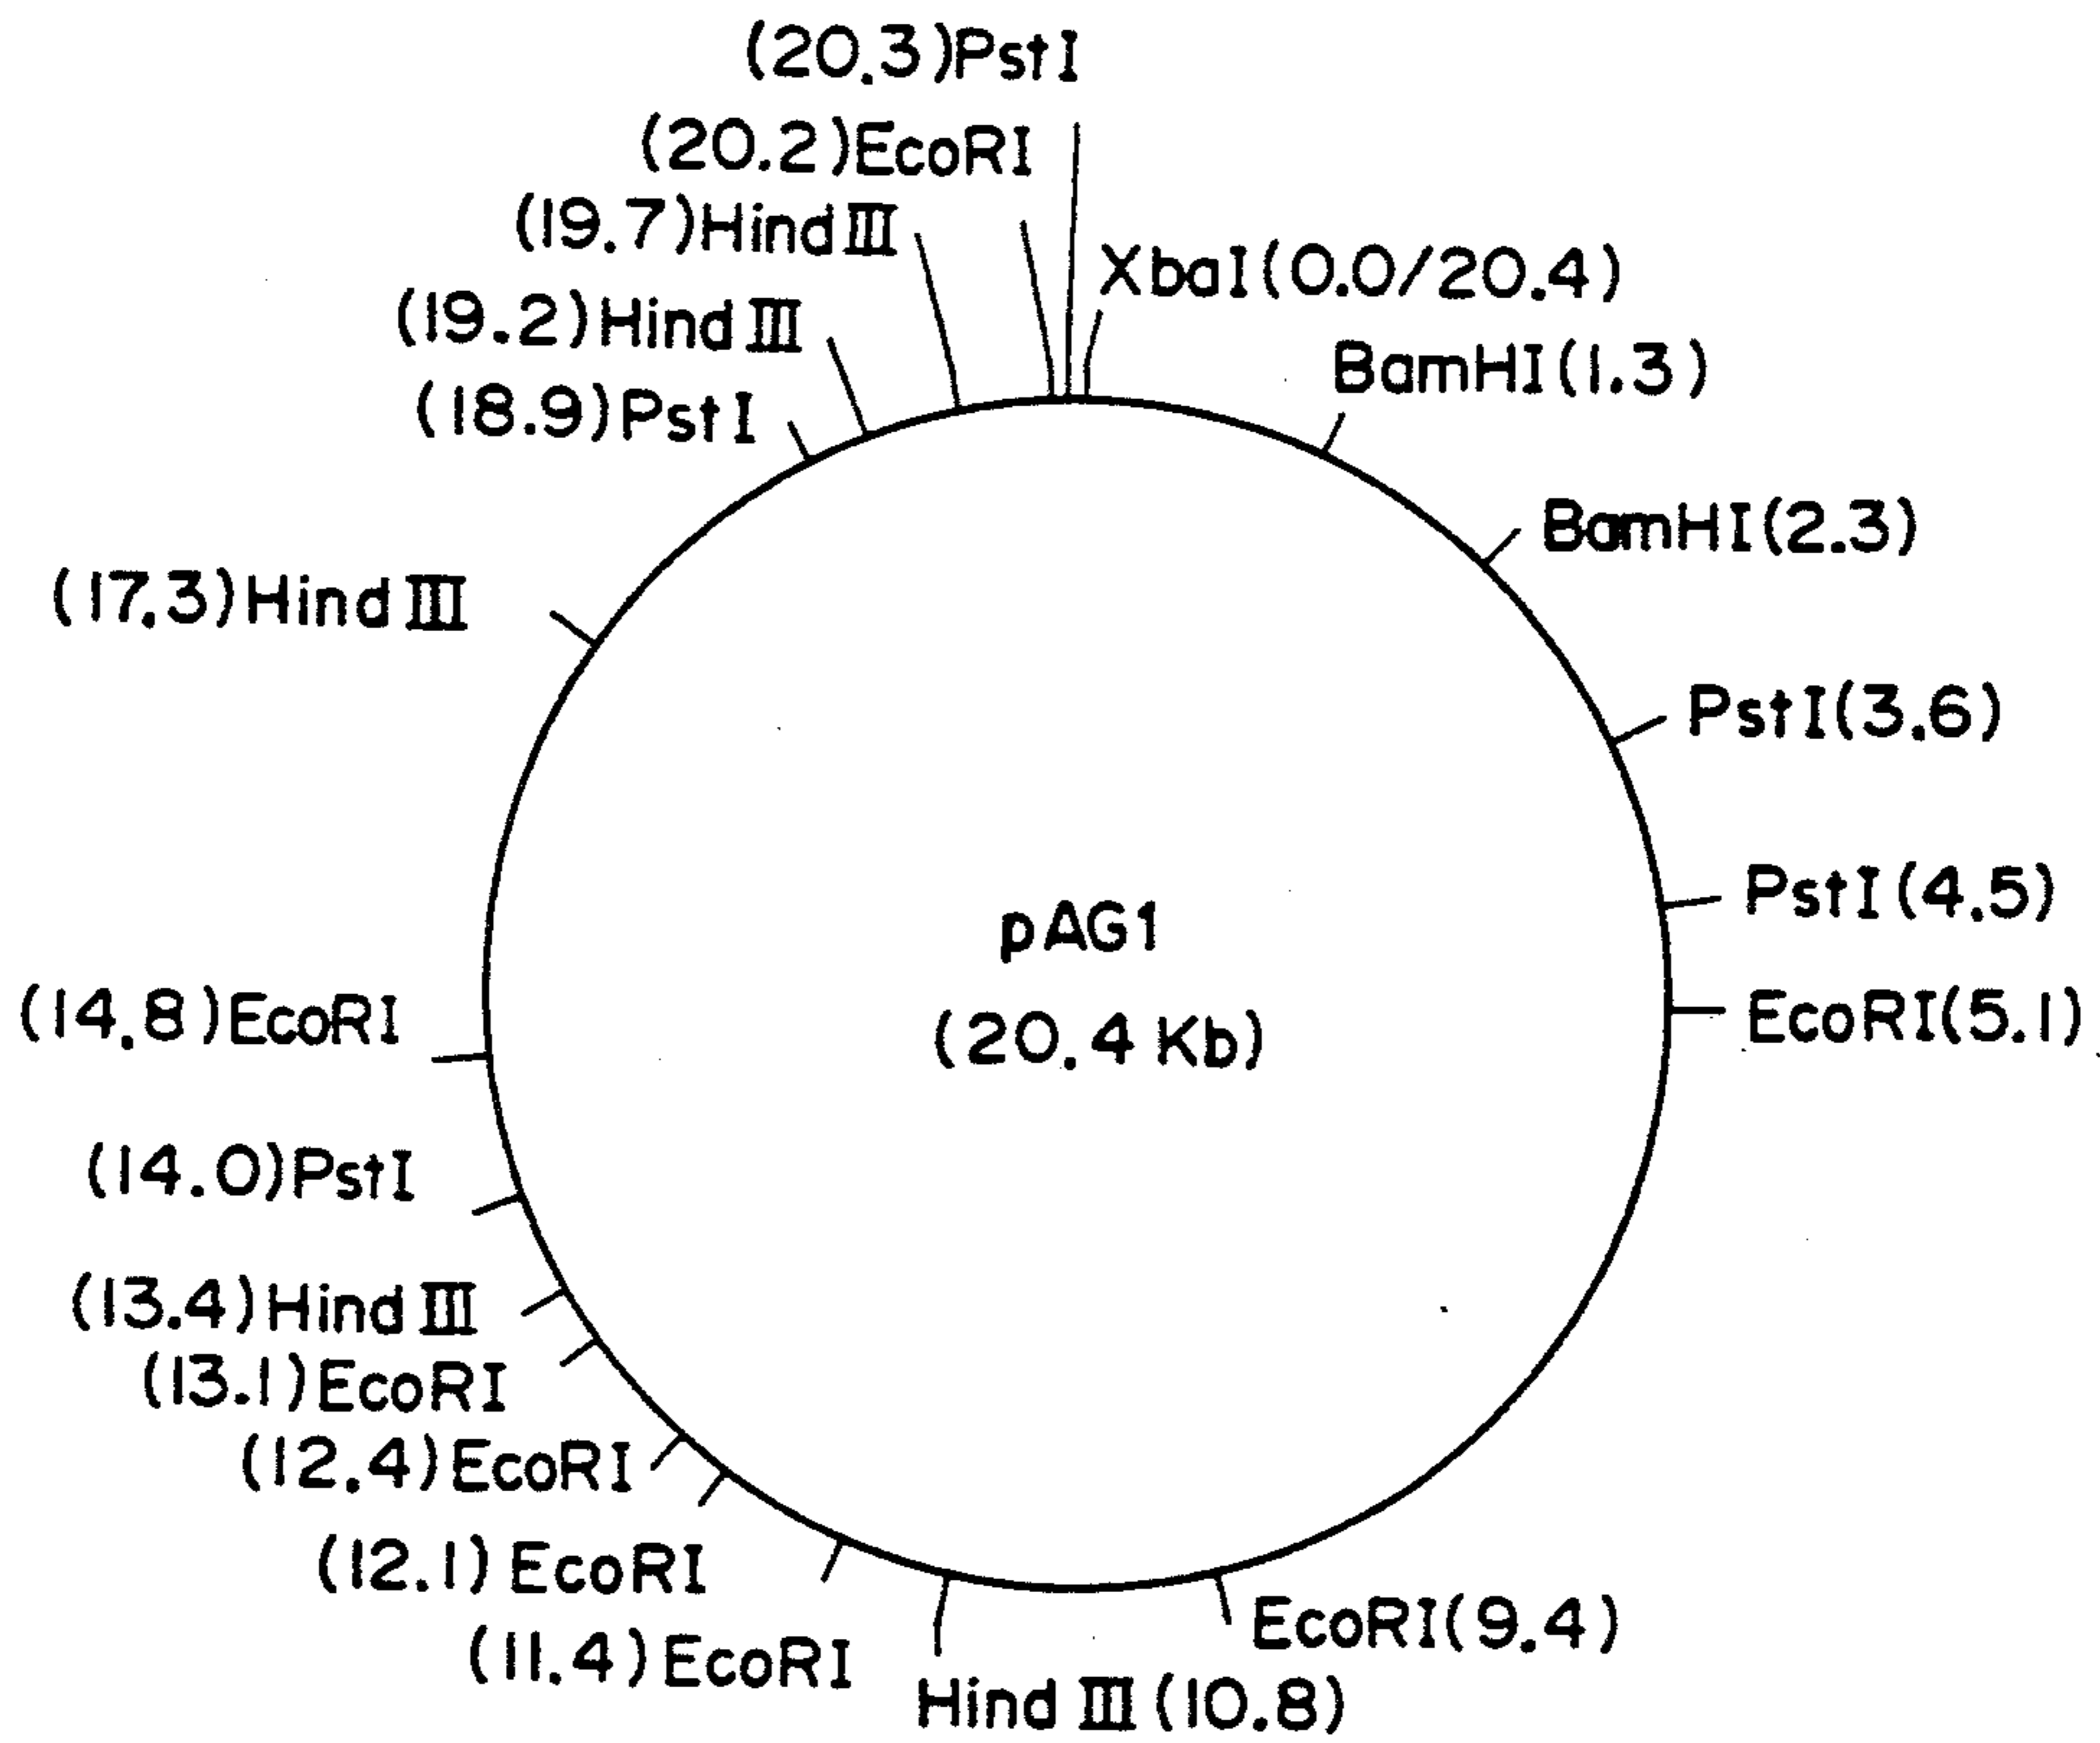 (20.3)PstI
(20.2)EcoRI
(19.7)HindIII
XbaI(0.0/20.4)
(19.2)HindIII
BamHI(1.3)
(18.9)PstI
BamHI(2.3)
(17.3)HindIII
PstI(3.6)
PstI(4.5)
pAG1
(14.8)EcoRI
EcoRI(5.1)
(20.4 Kb)
(14.0)PstI
(13.4)HindIII
(13.1)EcoRI
(12.4)EcoRI
(12.1)EcoRI
EcoRI(9.4)
(11.4)EcoRI
Hind III(10.8)